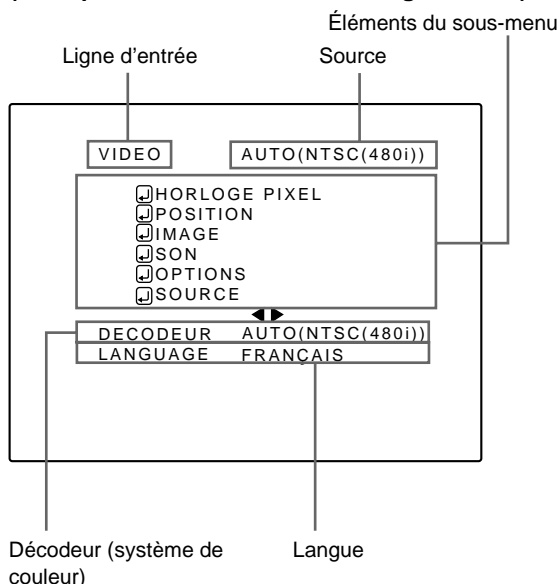 Éléments du sous-menu
Ligne d'entrée
Source
VIDEO
AUTO(NTSC(480i))
HORLOGE PIXEL
POSITION
IMAGE
SON
OPTIONS
SOURCE
DECODEUR AUTO(NTSC(480i))
LANGUAGE FRANÇAIS
Décodeur (système de
couleur)
Langue